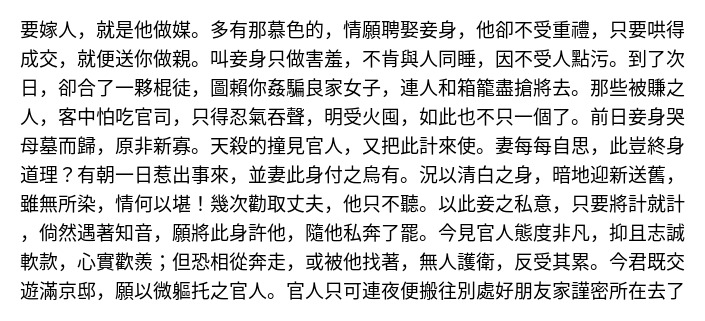 要嫁人，就是他做媒。多有那慕色的，情願聘娶妾身，他卻不受重禮，只要哄得
成交，就便送你做親。叫妾身只做害羞，不肯與人同睡，因不受人點污。到了次
日，卻合了一夥棍徒，圖賴你姦騙良家女子，連人和箱籠盡搶將去。那些被賺之
人，客中怕吃官司，只得忍氣吞聲，明受火囤，如此也不只一個了。前日妾身哭
母墓而歸，原非新寡。天殺的撞見官人，又把此計來使。妻每每自思，此豈終身
道理？有朝一日惹出事來，並妻此身付之烏有。況以清白之身，暗地迎新送舊，
雖無所染，情何以堪！幾次勸取丈夫，他只不聽。以此妾之私意，只要將計就計
，倘然遇著知音，願將此身許他，隨他私奔了罷。今見官人態度非凡，抑且志誠
軟款，心實歡羨；但恐相從奔走，或被他找著，無人護衛，反受其累。今君既交
遊滿京邸，願以微軀托之官人。官人只可連夜便搬往別處好朋友家謹密所在去了